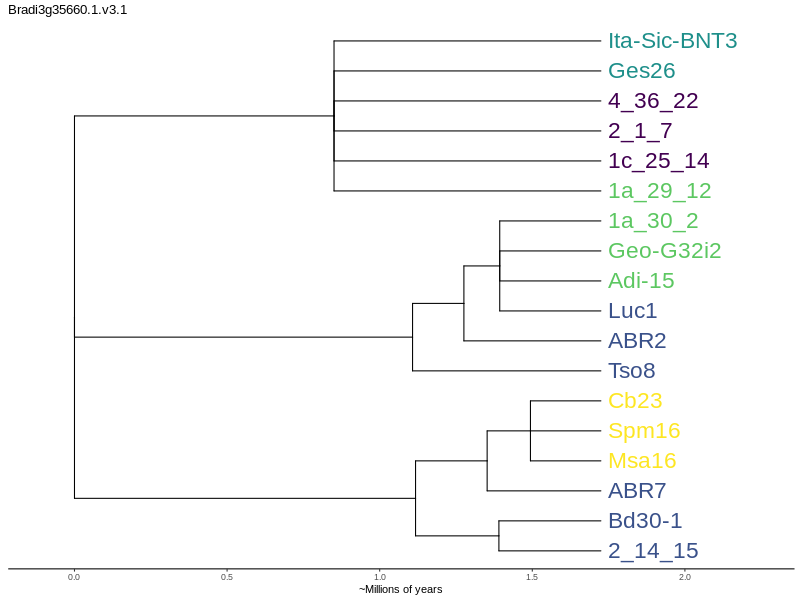 Bradi3g35660.1.v3.1
Ita-Sic-BNT3
Ges26
4_36_22
2_1_7
1c_25_14
1a_29_12
1a_30_2
Geo-G32i2
Adi-15
Luc1
ABR2
Tso8
Cb23
Spm16
Msa16
ABR7
Bd30-1
2_14_15
0.0 0.5 1.0 1.5 2.0
~Millions of years